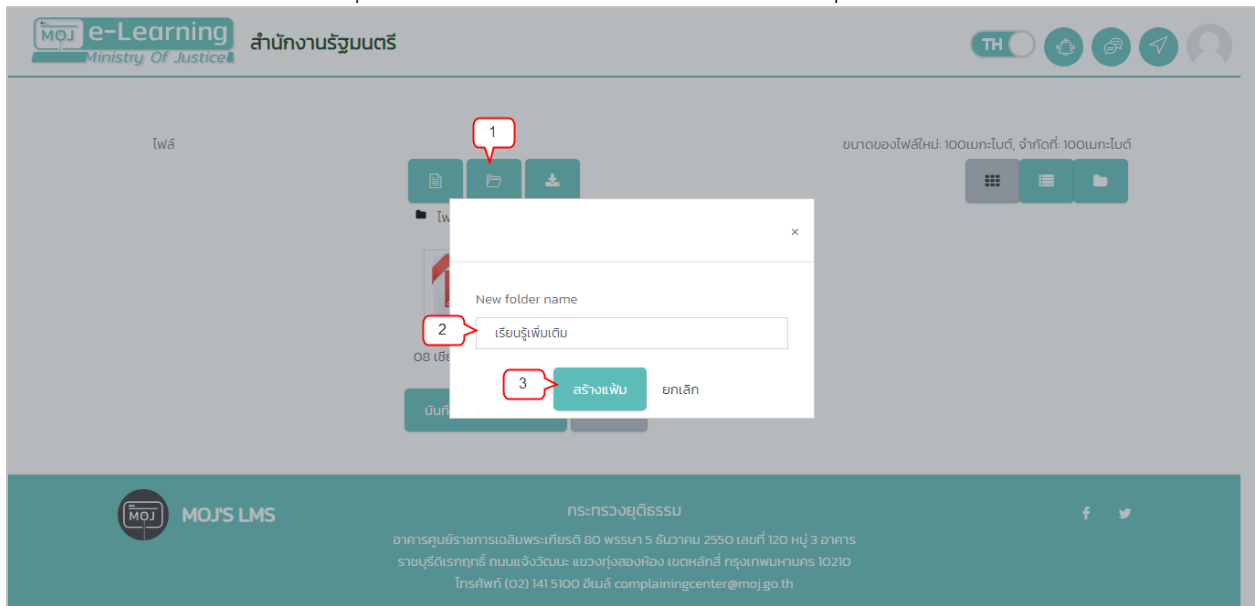 MOJ e-Learning
Ministry Of Justice
สำนักงานรัฐมนตรี
TH
ไฟล์
1
ขนาดของไฟล์ใหม่: 100เมกะไบต์, จำกัดที่: 100เมกะไบต์
×
New folder name
2
เรียนรู้เพิ่มเติม
08
3
สร้างแฟ้ม
ยกเลิก
MOJ
MOJ'S LMS
กระทรวงยุติธรรม
อาคารศูนย์ราชการเฉลิมพระเกียรติ 80 พรรษา 5 ธันวาคม 2550 เลขที่ 120 หมู่ 3 อาคาร
ราชบุรีดิเรกฤทธิ์ ถนนแจ้งวัฒนะ แขวงทุ่งสองห้อง เขตหลักสี่ กรุงเทพมหานคร 10210
โทรศัพท์ (02) 141 5100 อีเมล์ complainingcenter@moj.go.th